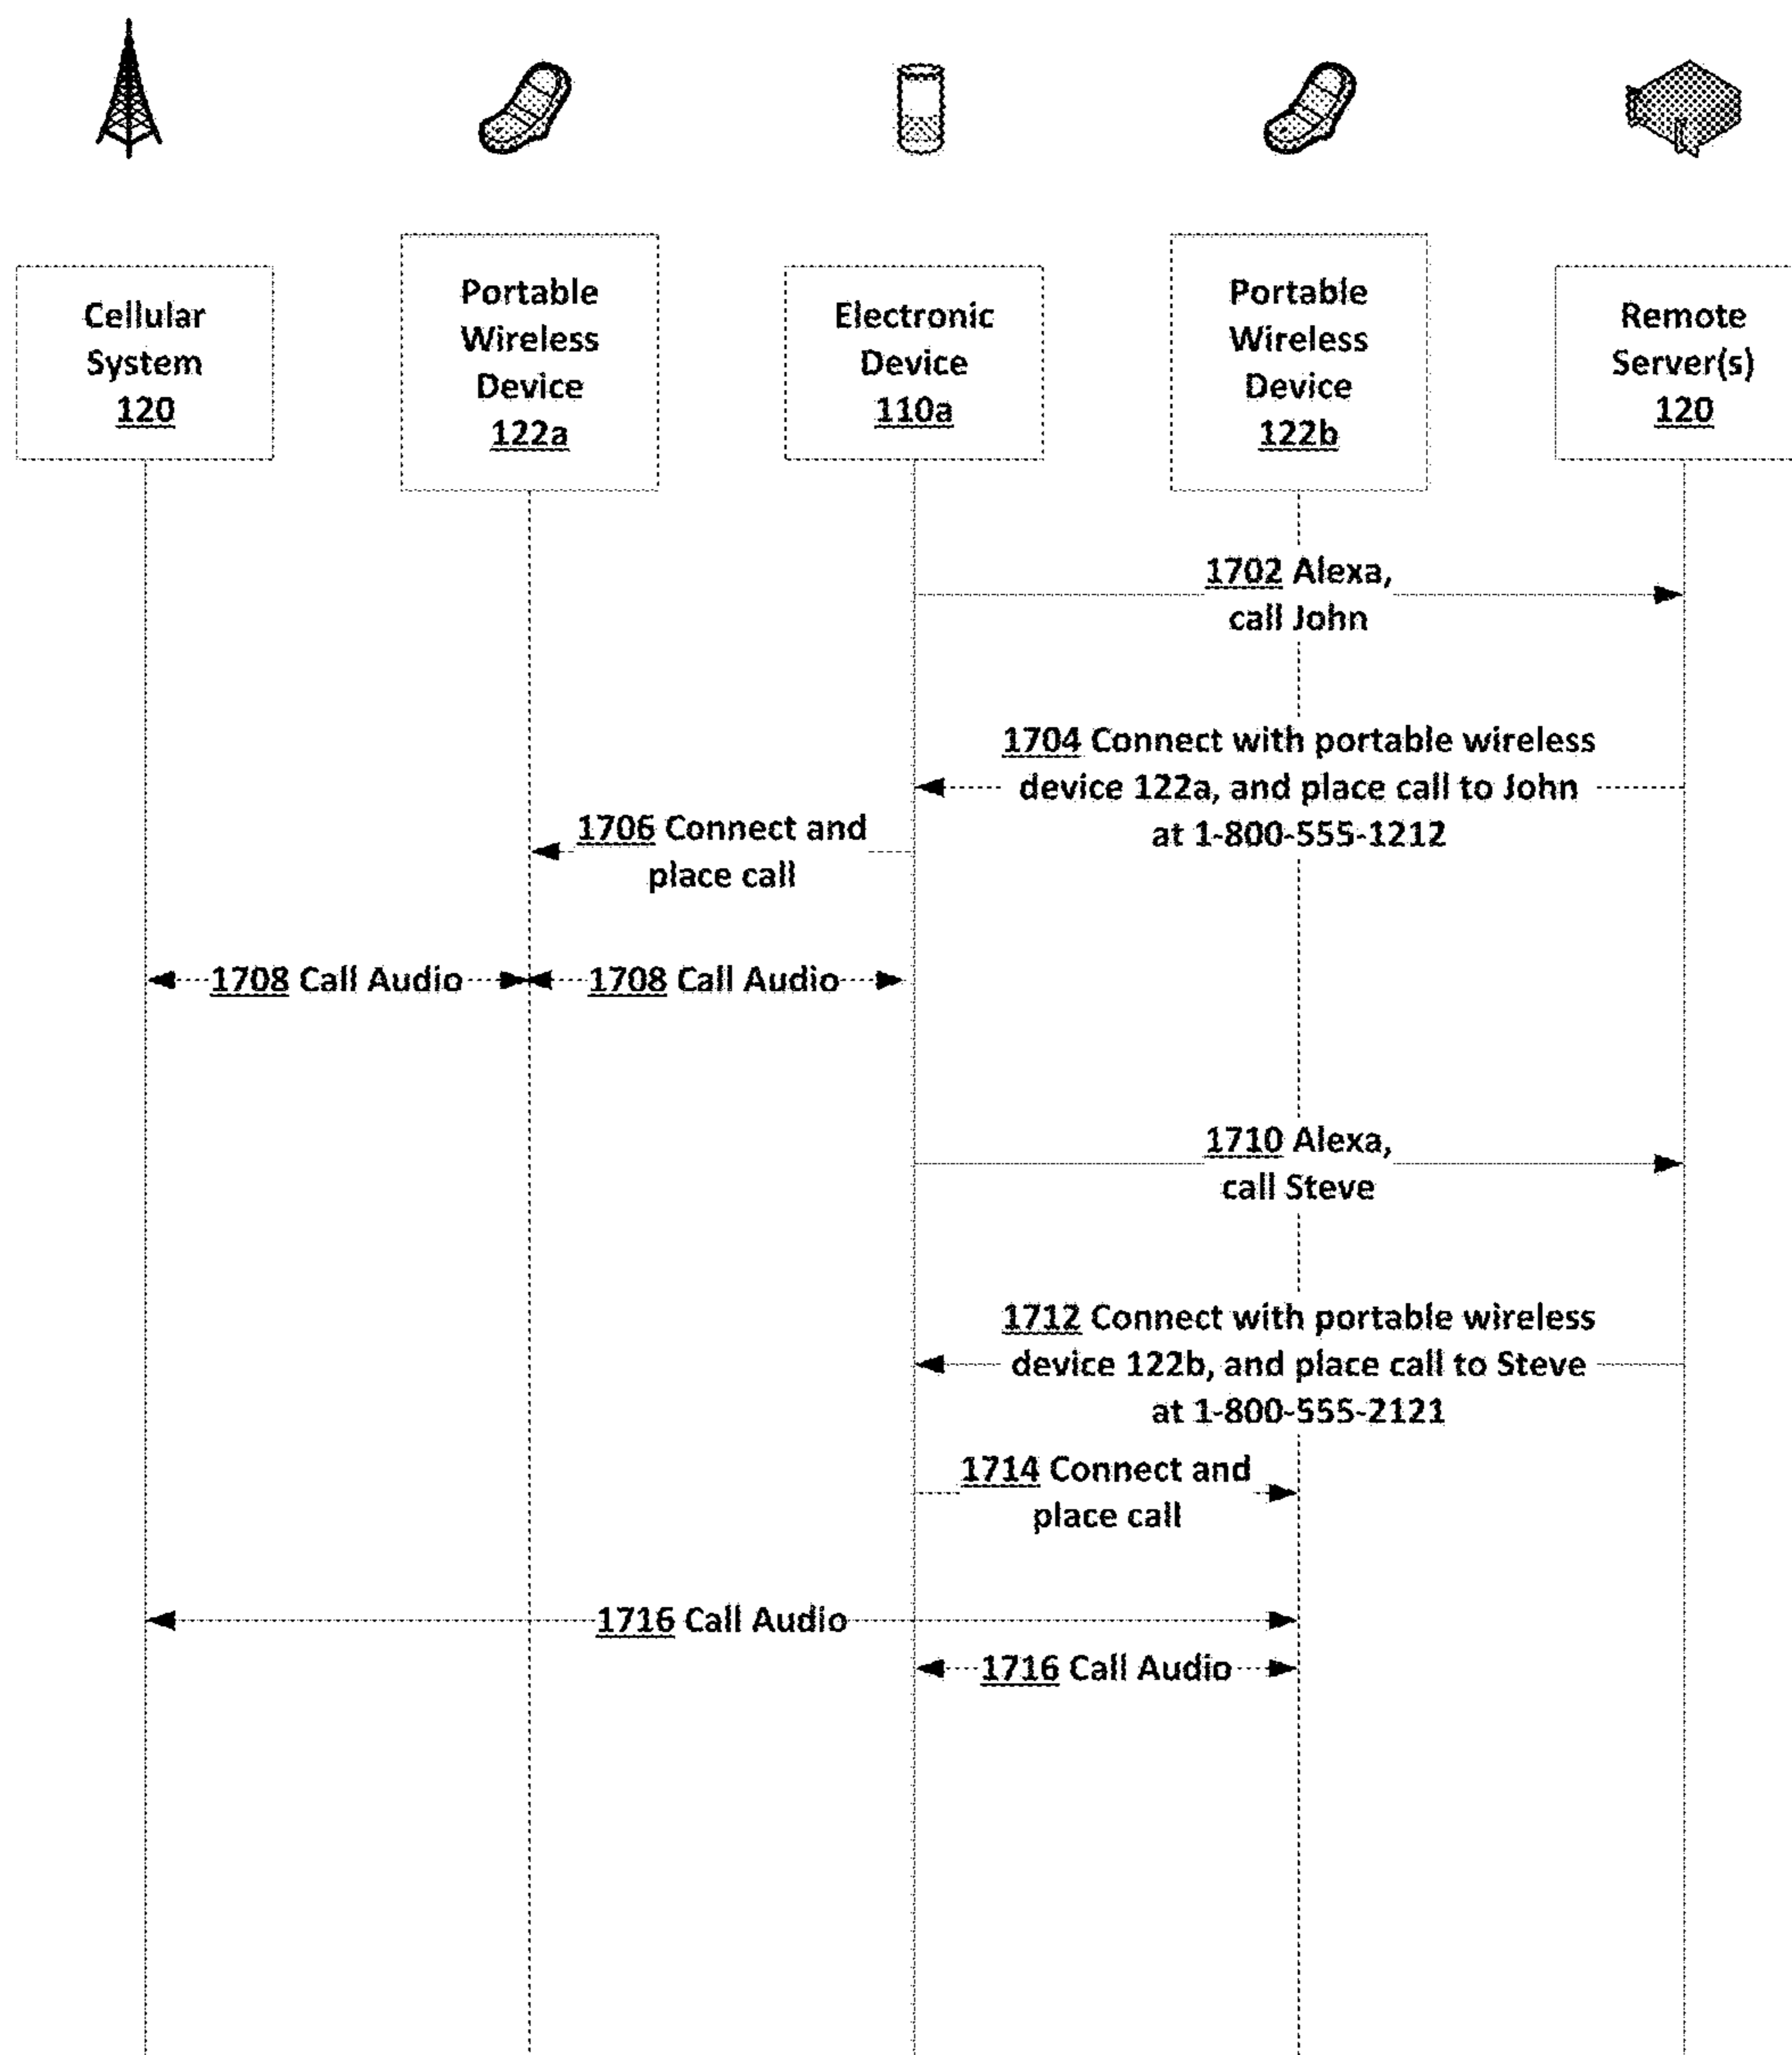 Cellular
System
120
Portable
Wireless
Device
122a
Electronic
Device
110a
Portable
Wireless
Device
122b
Remote
Server(s)
120
1702 Alexa,
call John
1704 Connect with portable wireless
device 122a, and place call to John
at 1-800-555-1212
1706 Connect and
place call
1708 Call Audio
1708 Call Audio
1710 Alexa,
call Steve
1712 Connect with portable wireless
device 122b, and place call to Steve
at 1-800-555-2121
1714 Connect and
place call
1716 Call Audio
1716 Call Audio